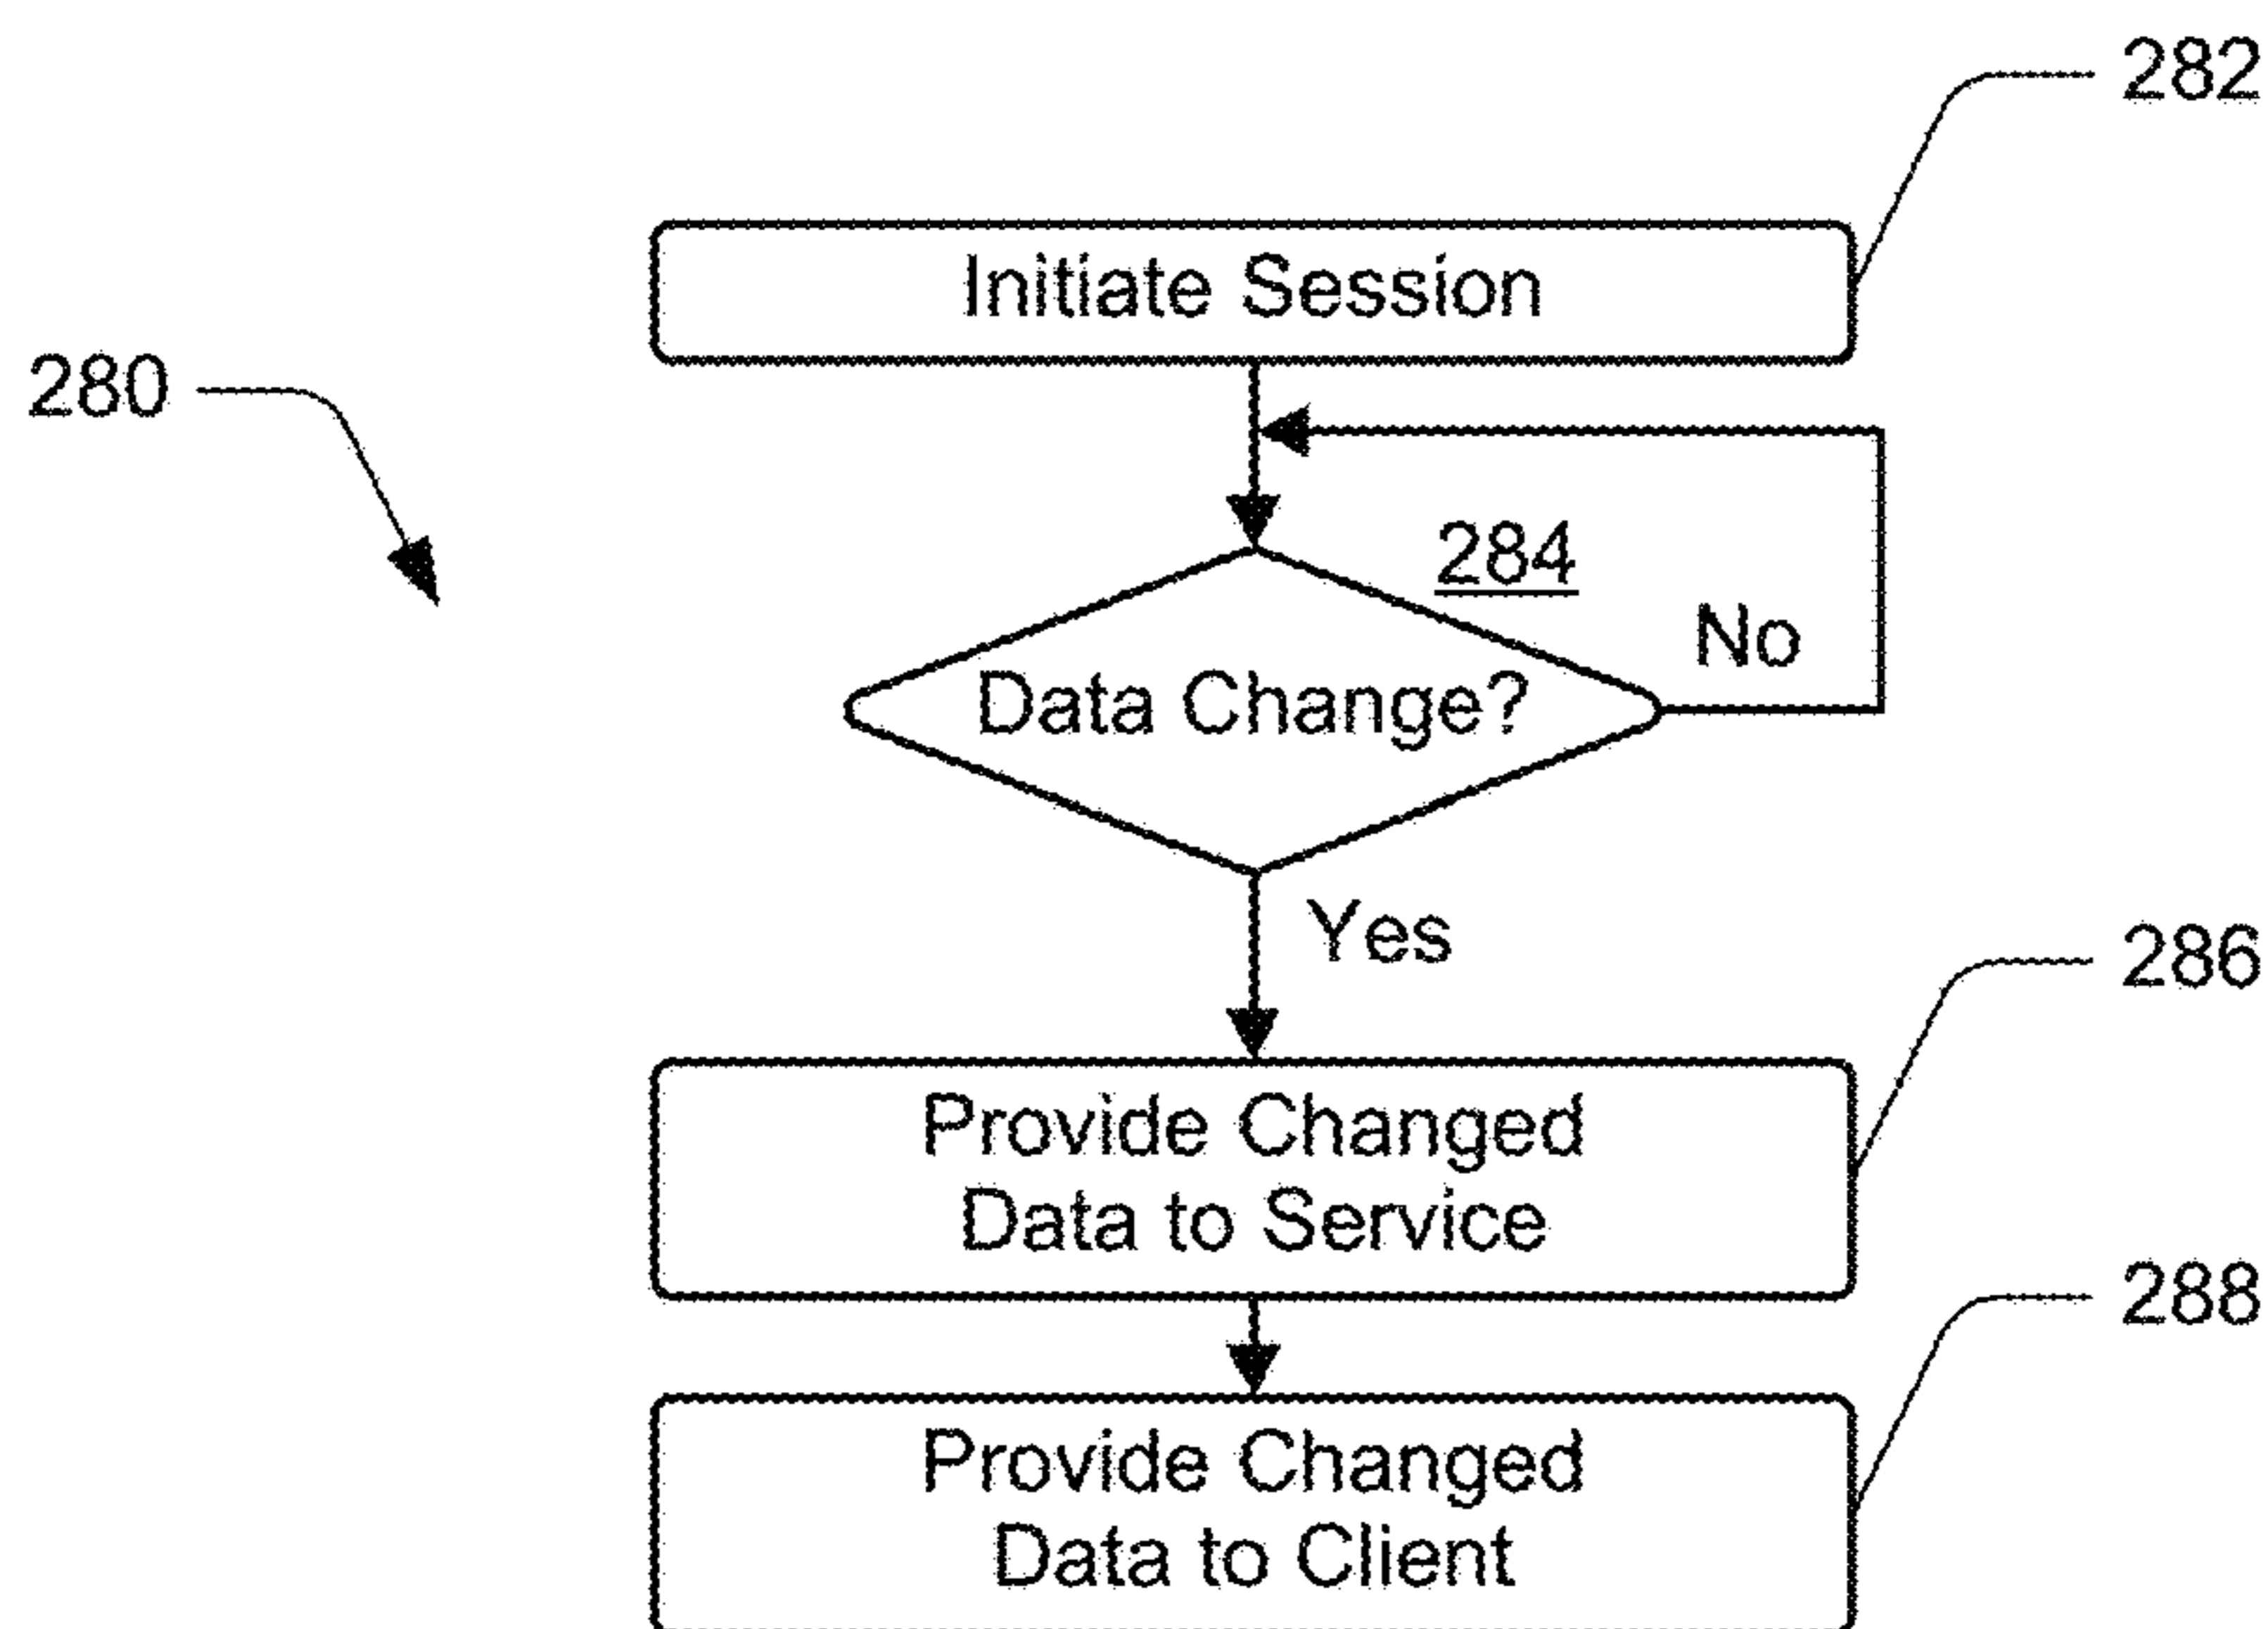 282
Initiate Session
280
284
No
Data Change?
Yes
286
Provide Changed
Data to Service
288
Provide Changed
Data to Client